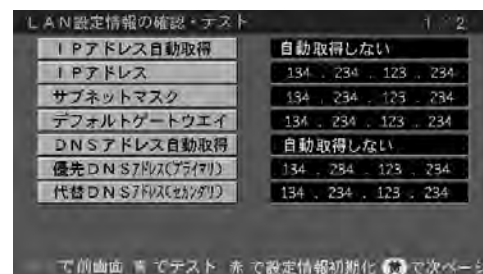 LAN設定情報の確認・テスト 1 2
IPアドレス自動取得 自動取得しない
IPアドレス 134 . 234 . 123 . 234
サブネットマスク 134 . 234 . 123 . 234
デフォルトゲートウエイ 134 . 234 . 123 . 234
DNSアドレス自動取得 自動取得しない
優先DNSアドレス(プライマリ) 134 . 234 . 123 . 234
代替DNSアドレス(セカンダリ) 134 . 234 . 123 . 234
で前画面 青 でテスト 赤 で設定情報初期化 黄 で次ページ